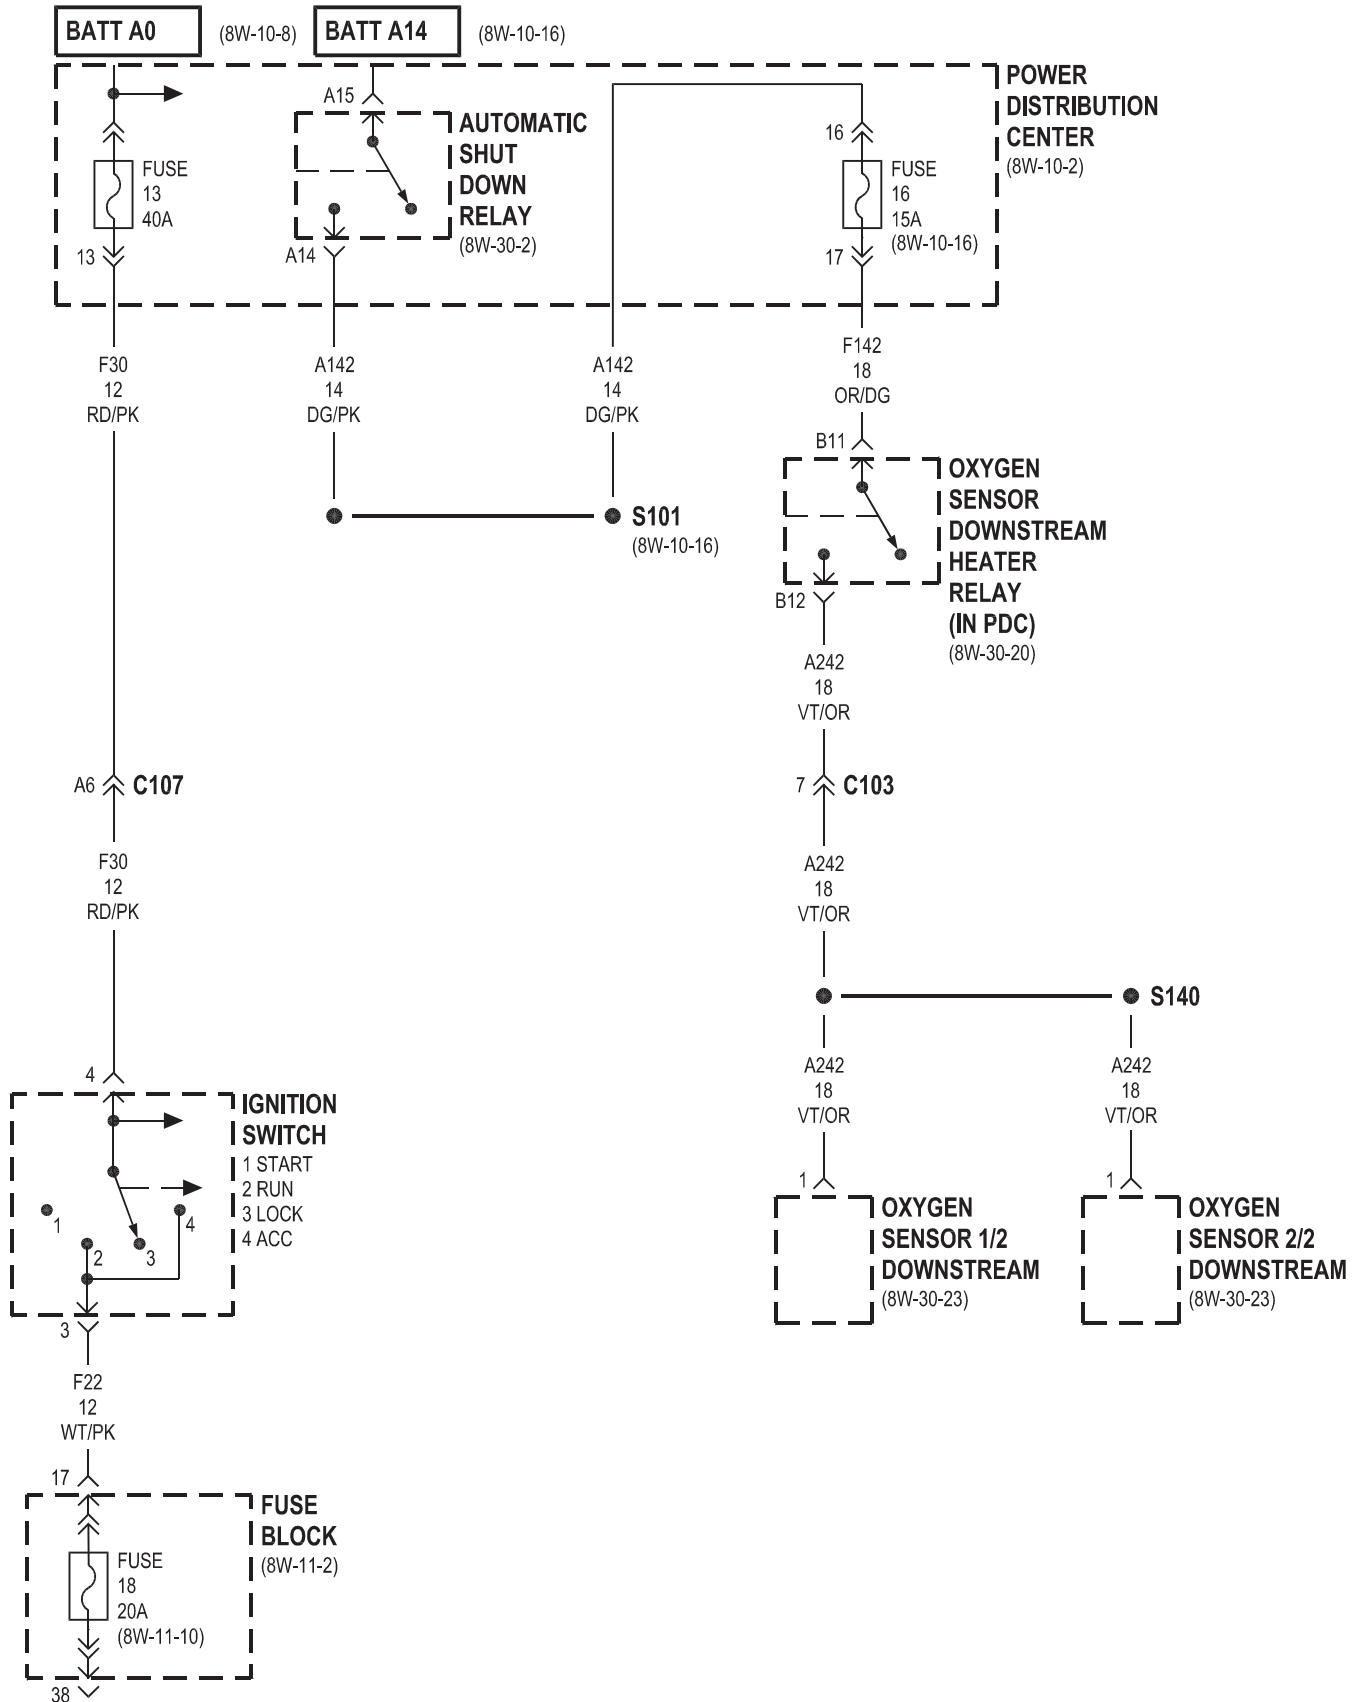 BATT A0
(8W-10-8)
BATT A14
(8W-10-16)
POWER
DISTRIBUTION
CENTER
(8W-10-2)
A15
AUTOMATIC
SHUT
DOWN
RELAY
(8W-30-2)
FUSE
13
40A
13
A14
16
FUSE
16
15A
(8W-10-16)
17
F30
12
RD/PK
A142
14
DG/PK
A142
14
DG/PK
F142
18
OR/DG
B11
OXYGEN
SENSOR
DOWNSTREAM
HEATER
RELAY
(IN PDC)
(8W-30-20)
S101
(8W-10-16)
B12
A242
18
VT/OR
A6
C107
7
C103
F30
12
RD/PK
A242
18
VT/OR
S140
A242
18
VT/OR
A242
18
VT/OR
4
IGNITION
SWITCH
1 START
2 RUN
3 LOCK
4 ACC
1
2
3
4
3
1
OXYGEN
SENSOR 1/2
DOWNSTREAM
(8W-30-23)
1
OXYGEN
SENSOR 2/2
DOWNSTREAM
(8W-30-23)
F22
12
WT/PK
17
FUSE
BLOCK
(8W-11-2)
FUSE
18
20A
(8W-11-10)
38